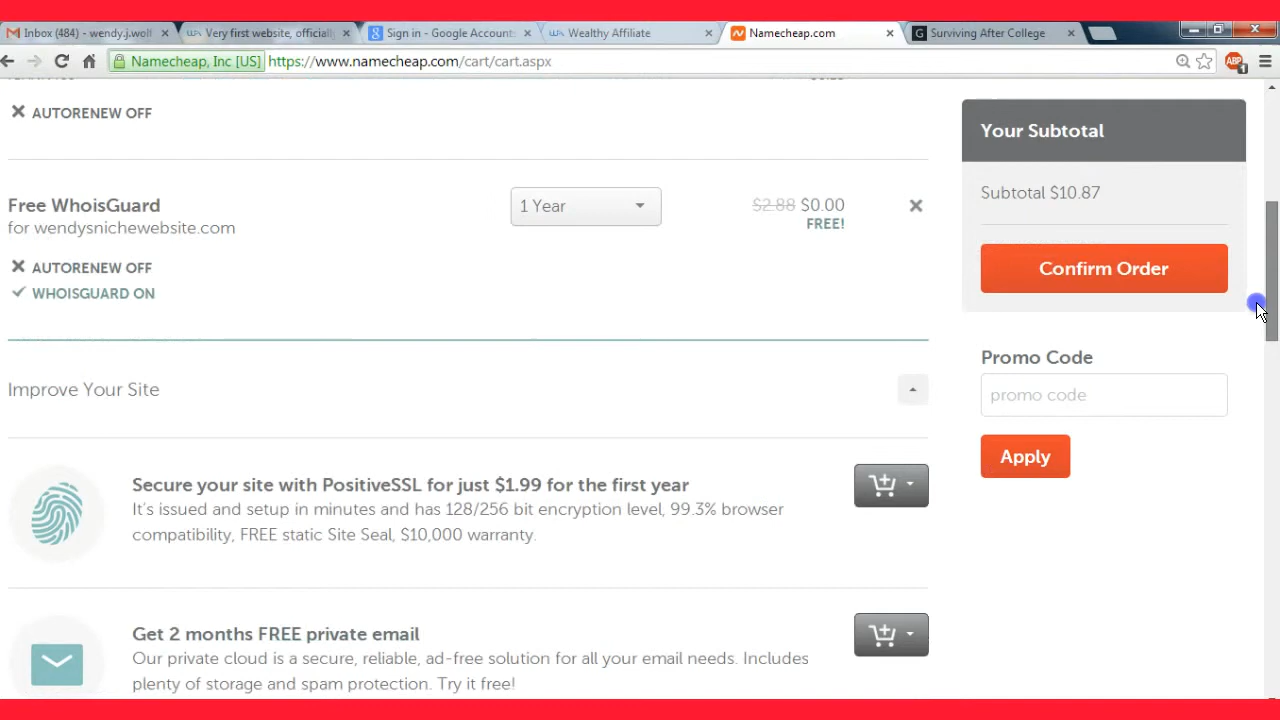 Inbox (484) - wendy.j.wolf
Very first website, officially
Sign in - Google Accounts
Wealthy Affiliate
Namecheap.com
Surviving After College
Namecheap, Inc [US]
https://www.namecheap.com/cart/cart.aspx
ABP
1
AUTORENEW OFF
Your Subtotal
Subtotal $10.87
Confirm Order
Free WhoisGuard
for wendysnichewebsite.com
1 Year
$2.88 $0.00
FREE!
AUTORENEW OFF
WHOISGUARD ON
Promo Code
promo code
Apply
Improve Your Site
Secure your site with PositiveSSL for just $1.99 for the first year
It's issued and setup in minutes and has 128/256 bit encryption level, 99.3% browser
compatibility, FREE static Site Seal, $10,000 warranty.
Get 2 months FREE private email
Our private cloud is a secure, reliable, ad-free solution for all your email needs. Includes
plenty of storage and spam protection. Try it free!